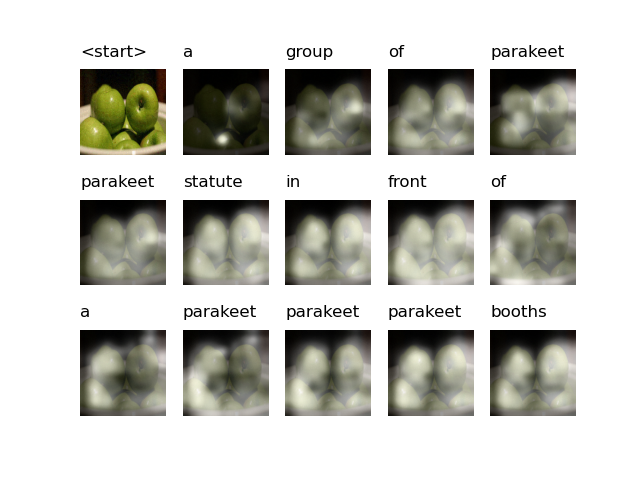 <start> a group of parakeet
parakeet statute in front of
a parakeet parakeet parakeet booths